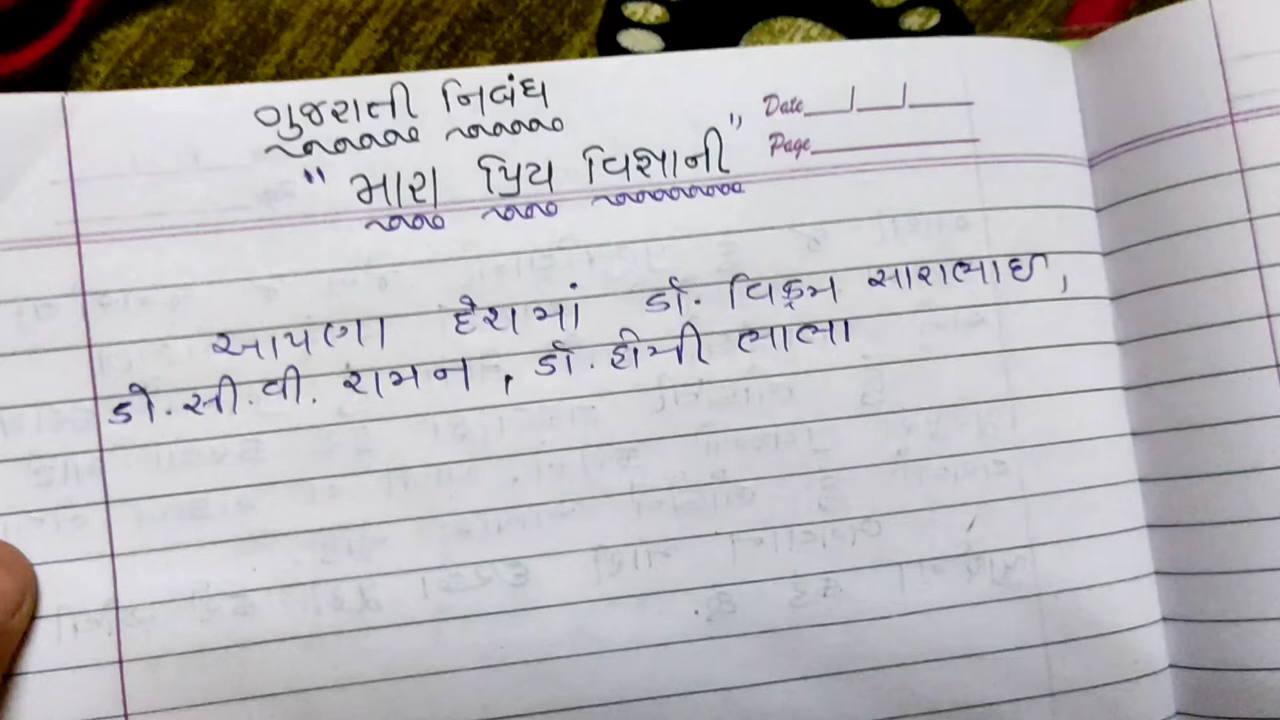 ગુજરાતી નિબંધ
Date
"મારા પ્રિય વિજ્ઞાની"
Page
આપણા દેશમાં ડૉ. વિક્રમ સારાભાઈ,
ડૉ. સી. વી. રામન, ડૉ. હોમી ભાભા